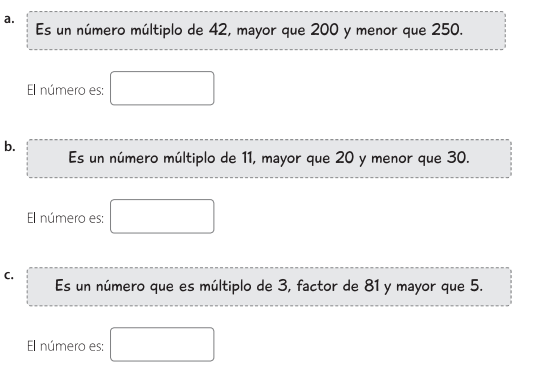 a.
Es un número múltiplo de 42, mayor que 200 y menor que 250.
El número es:
b.
Es un número múltiplo de 11, mayor que 20 y menor que 30.
El número es:
c.
Es un número que es múltiplo de 3, factor de 81 y mayor que 5.
El número es: